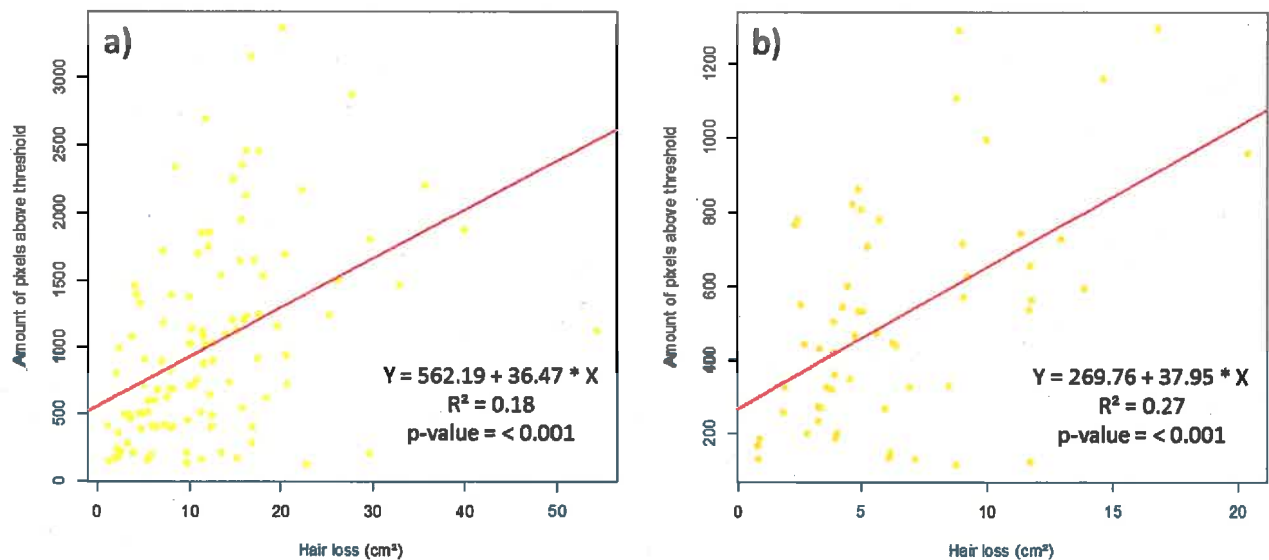 a)
Amount of pixels above threshold
3000
2500
2000
1500
1000
500
0
Y = 562.19 + 36.47 * X
R² = 0.18
p-value = < 0.001
0 10 20 30 40 50
Hair loss (cm²)
b)
Amount of pixels above threshold
1200
1000
800
600
400
200
Y = 269.76 + 37.95 * X
R² = 0.27
p-value = < 0.001
0 5 10 15 20
Hair loss (cm²)